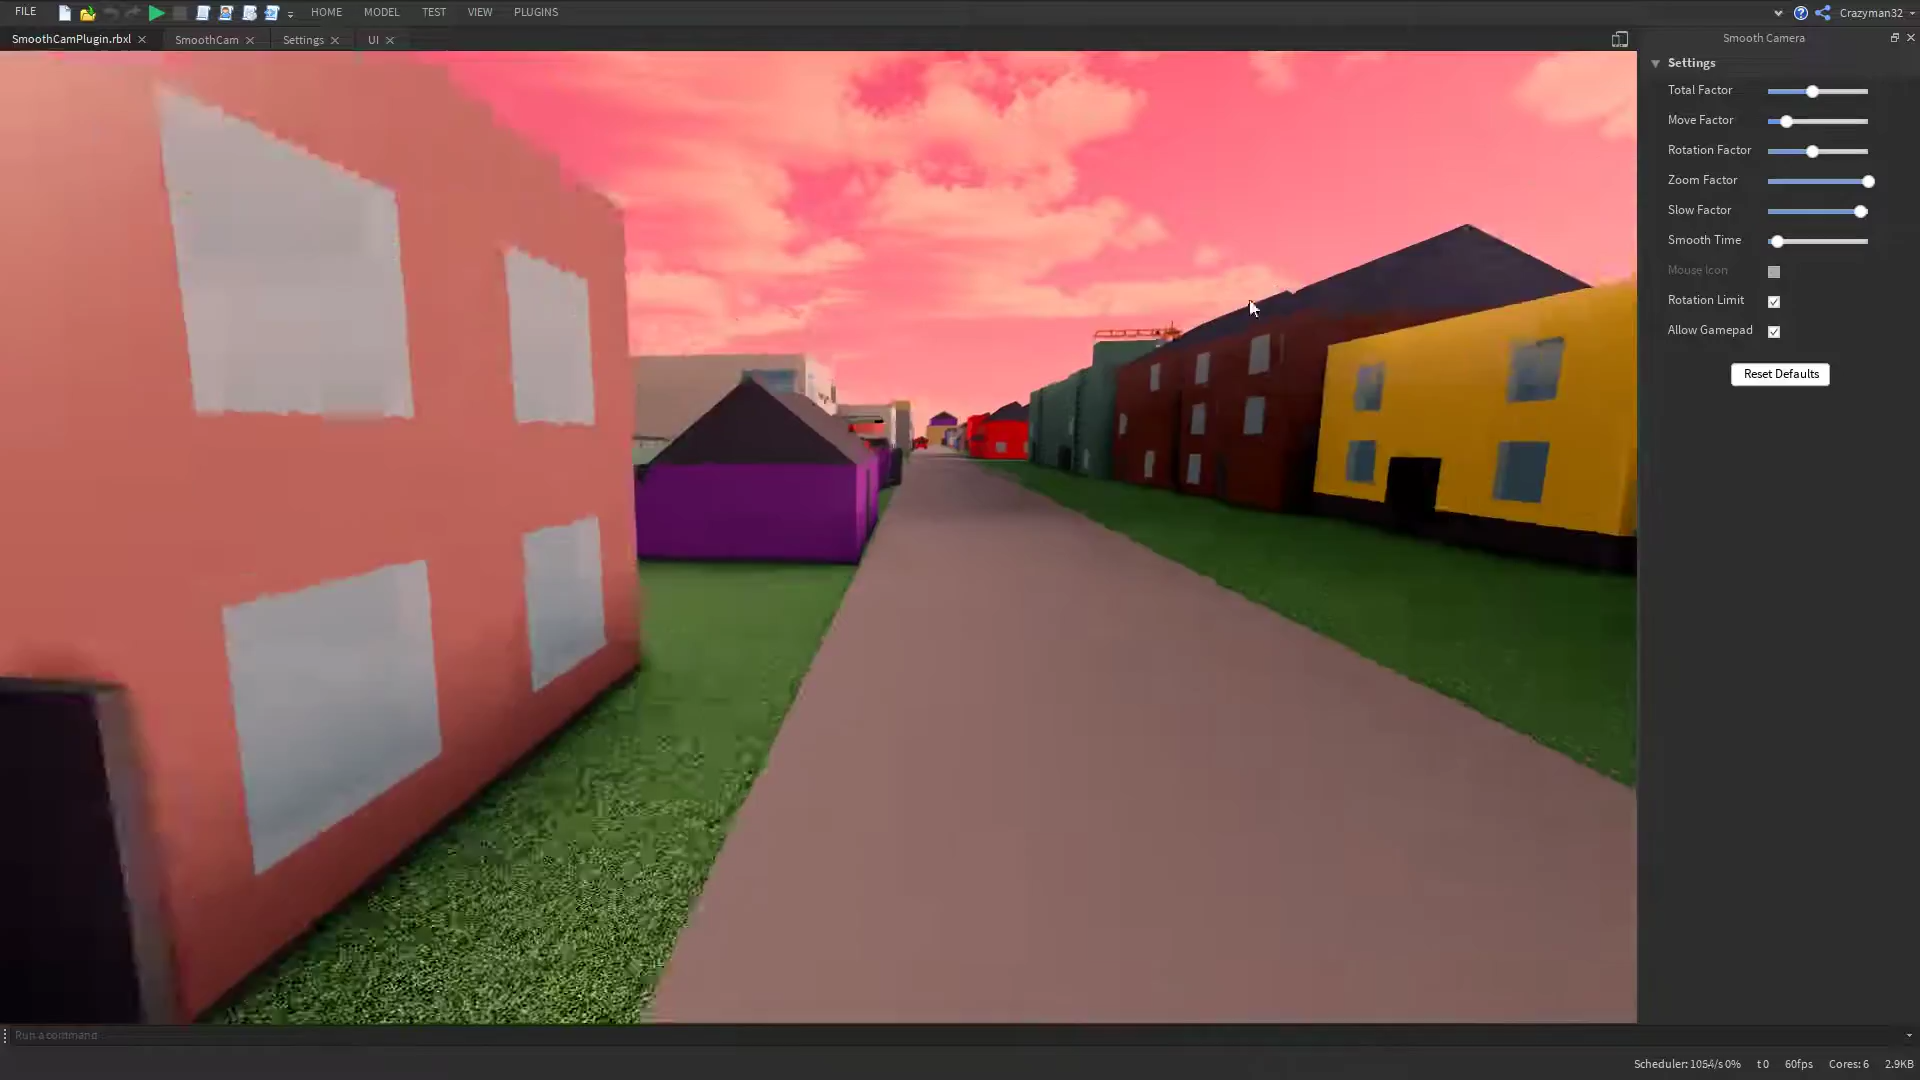 FILE HOME MODEL TEST VIEW PLUGINS Crazyman32
SmoothCamPlugin.rbxl SmoothCam Settings UI Smooth Camera
Settings
Total Factor
Move Factor
Rotation Factor
Zoom Factor
Slow Factor
Smooth Time
Mouse Icon
Rotation Limit
Allow Gamepad
Reset Defaults
Run a command
Scheduler: 1054/s 0% t 0 60fps Cores: 6 2.9KB